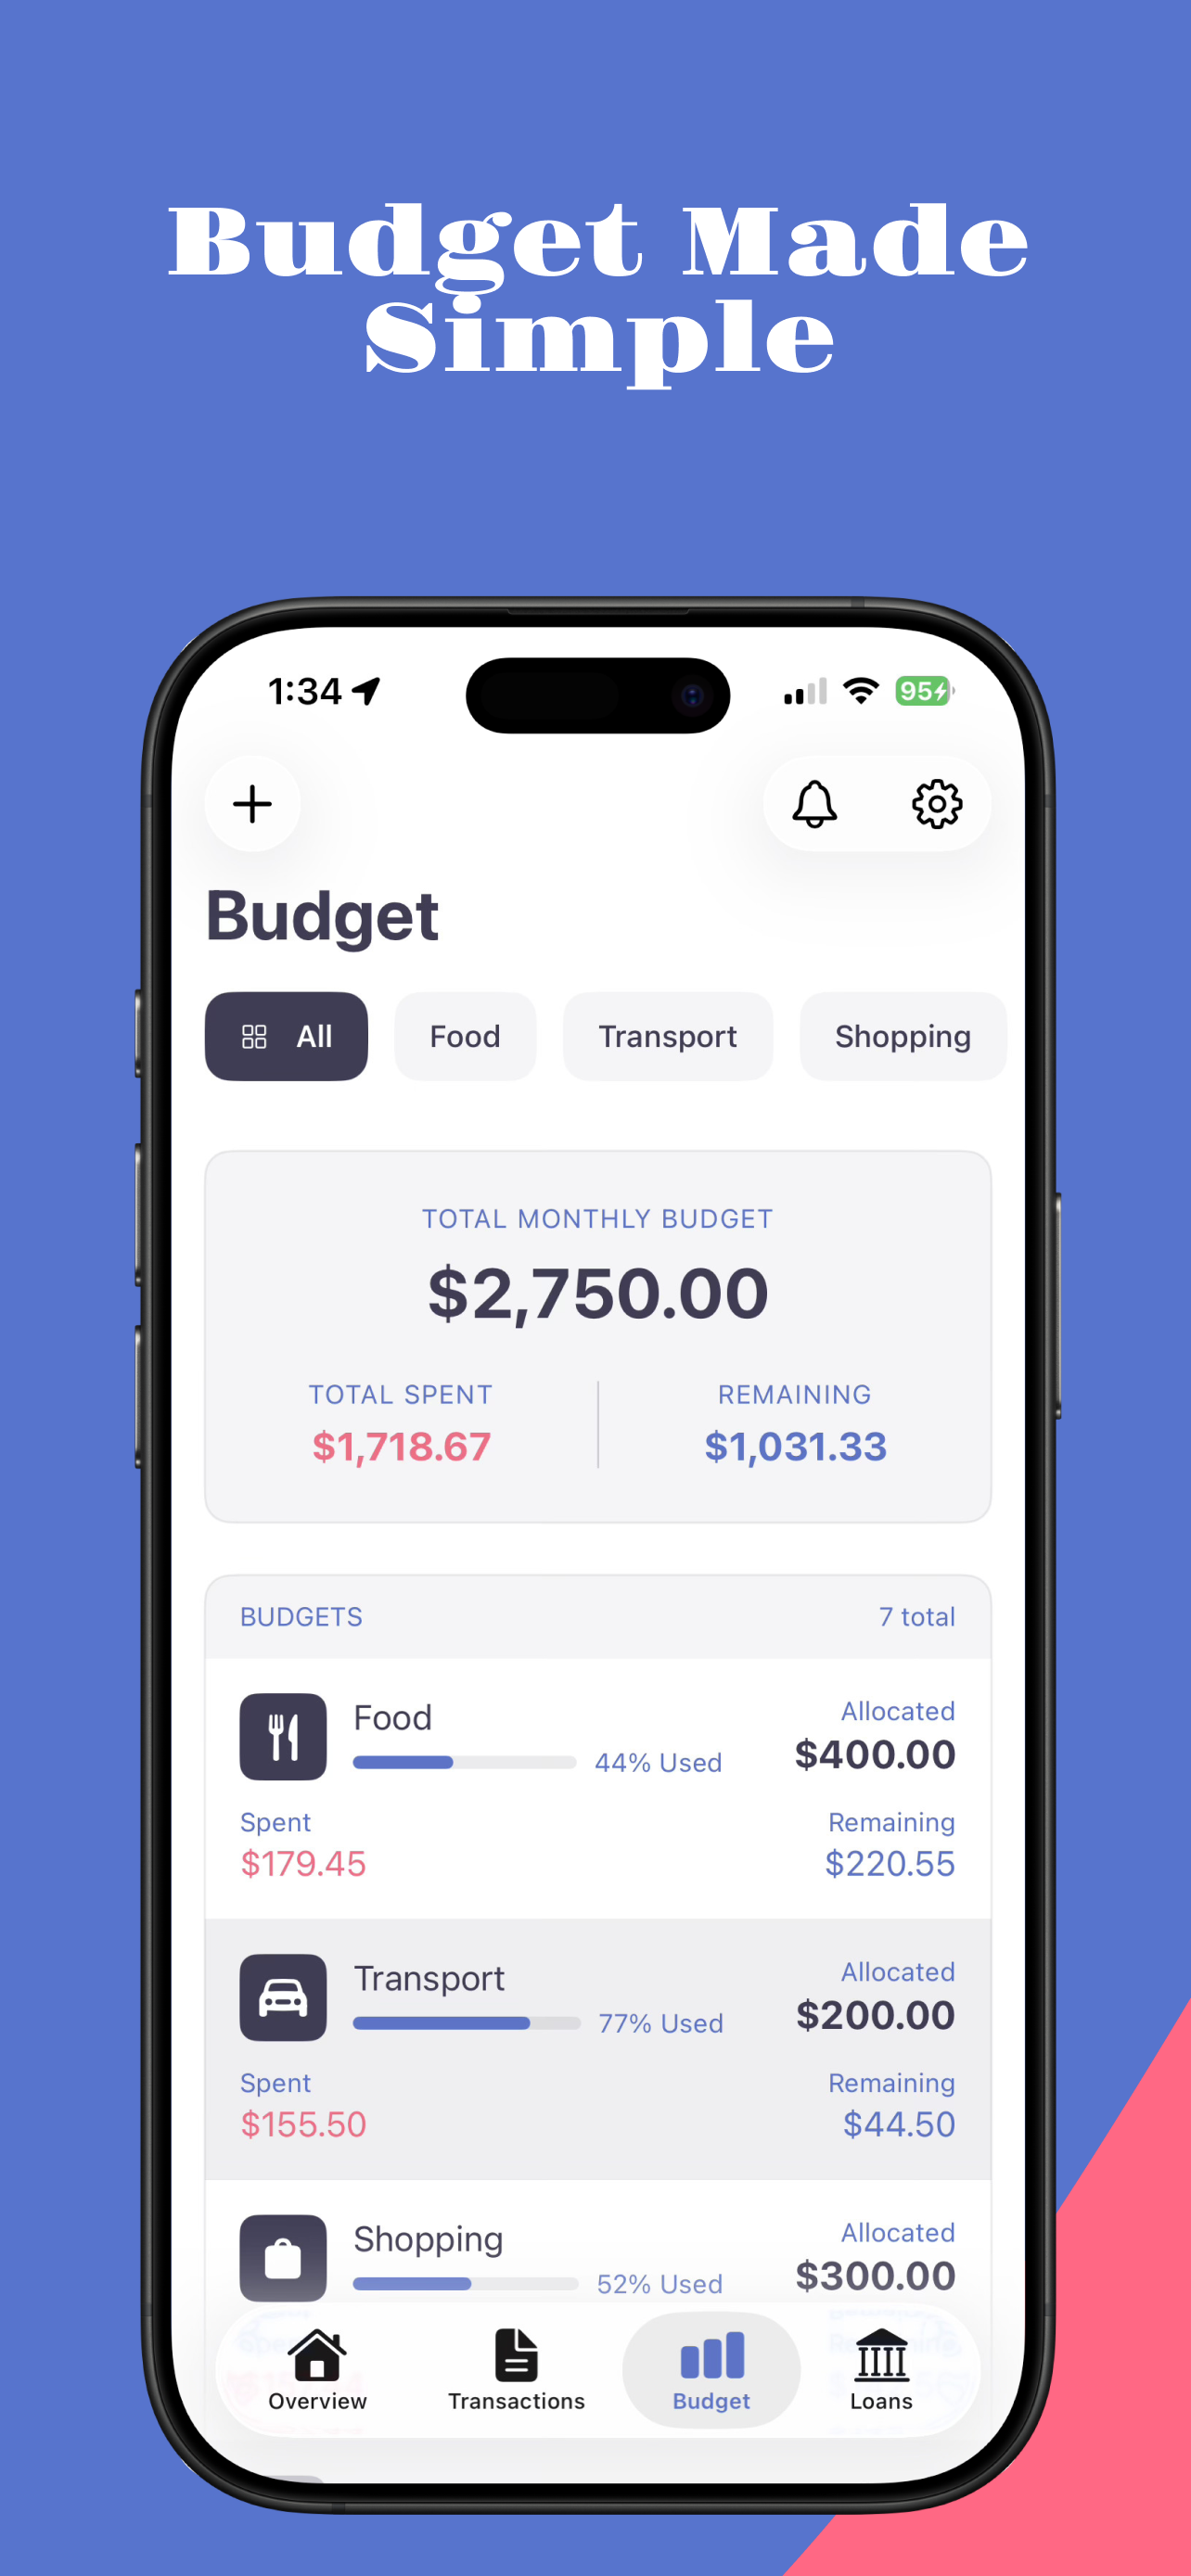 Budget Made
Simple
1:34
95
Budget
All Food Transport Shopping
TOTAL MONTHLY BUDGET
$2,750.00
TOTAL SPENT REMAINING
$1,718.67 $1,031.33
BUDGETS 7 total
Food Allocated
44% Used $400.00
Spent Remaining
$179.45 $220.55
Transport Allocated
77% Used $200.00
Spent Remaining
$155.50 $44.50
Shopping Allocated
52% Used $300.00
Overview Transactions Budget Loans